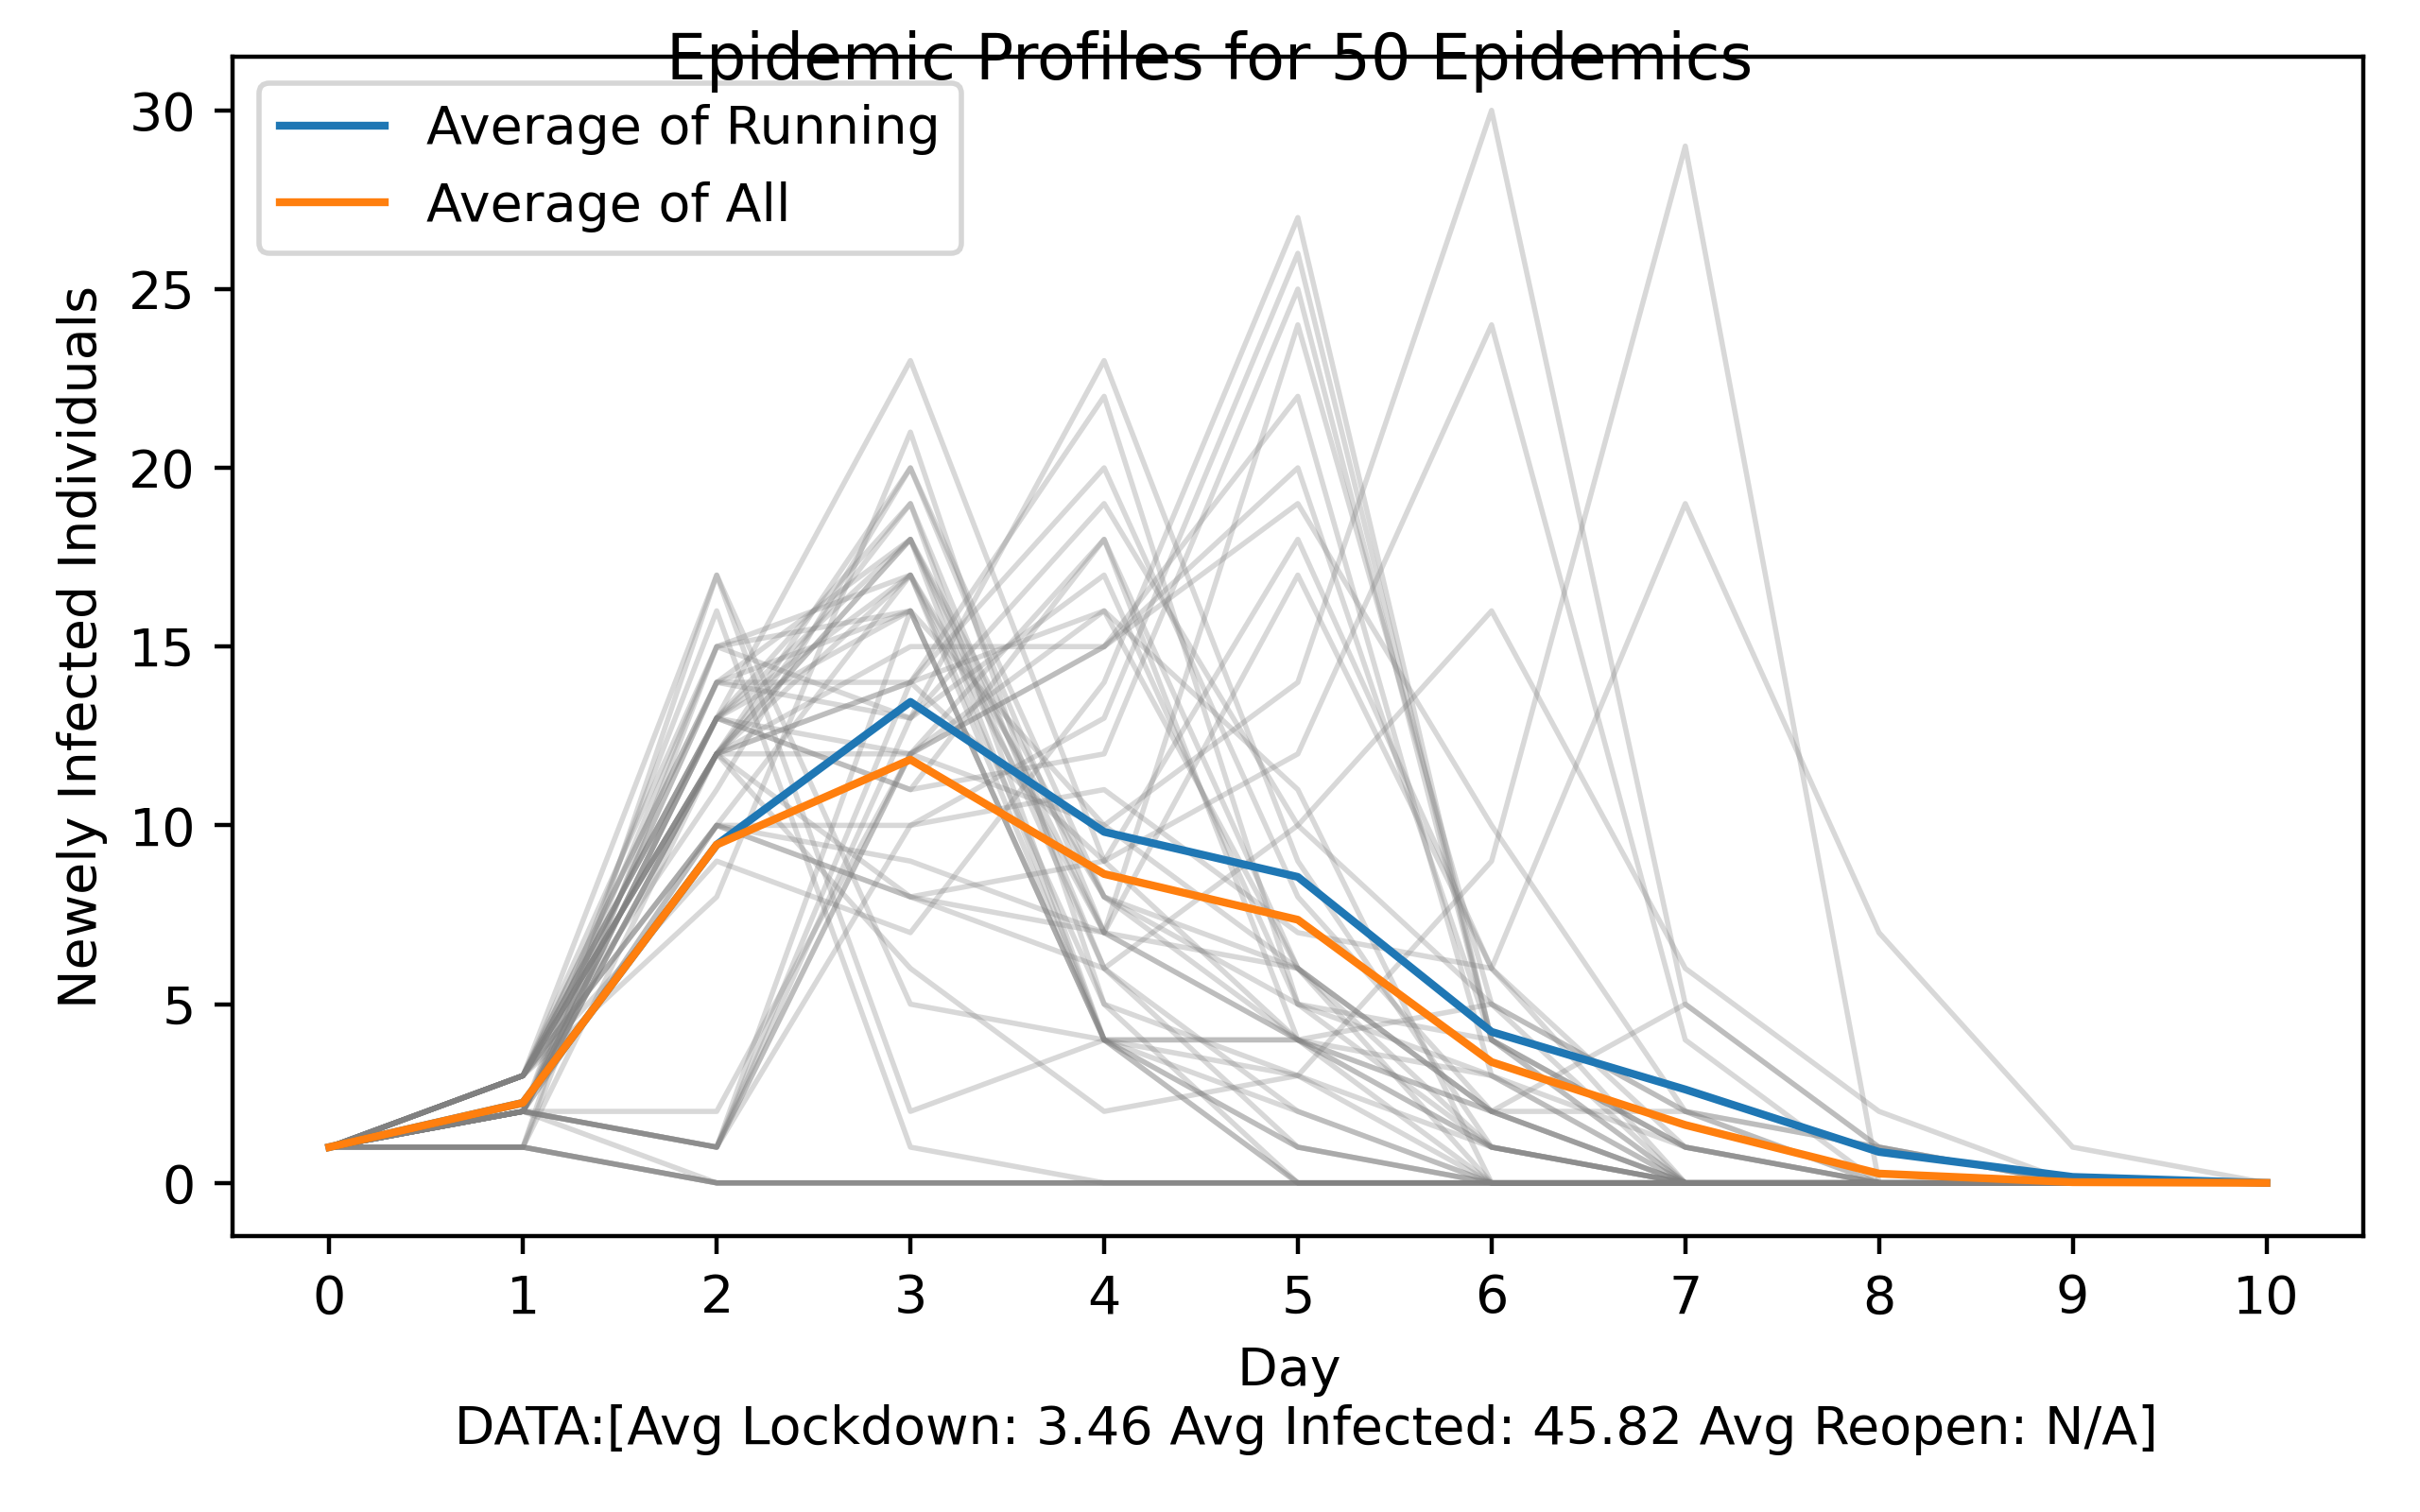 Epidemic Profiles for 50 Epidemics
Average of Running
Average of All
Newely Infected Individuals
30
25
20
15
10
5
0
0 1 2 3 4 5 6 7 8 9 10
Day
DATA:[Avg Lockdown: 3.46 Avg Infected: 45.82 Avg Reopen: N/A]